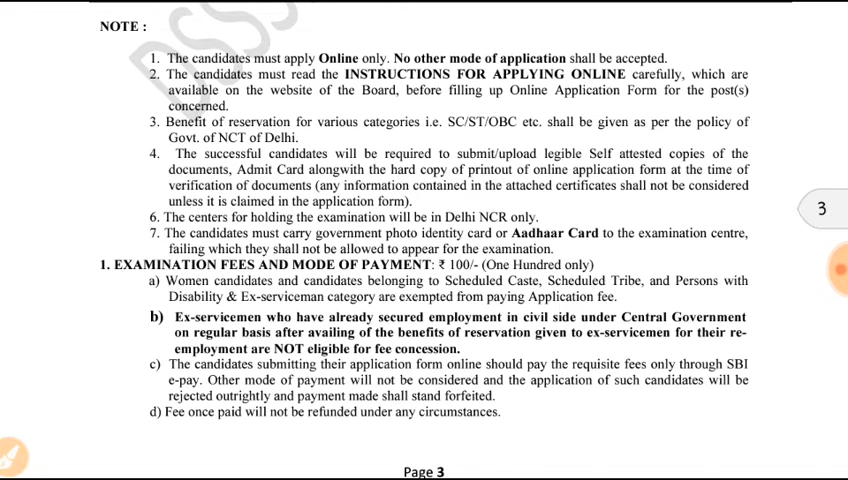 NOTE :
1. The candidates must apply Online only. No other mode of application shall be accepted.
2. The candidates must read the INSTRUCTIONS FOR APPLYING ONLINE carefully, which are
available on the website of the Board, before filling up Online Application Form for the post(s)
concerned.
3. Benefit of reservation for various categories i.e. SC/ST/OBC etc. shall be given as per the policy of
Govt. of NCT of Delhi.
4. The successful candidates will be required to submit/upload legible Self attested copies of the
documents, Admit Card alongwith the hard copy of printout of online application form at the time of
verification of documents (any information contained in the attached certificates shall not be considered
unless it is claimed in the application form).
3
6. The centers for holding the examination will be in Delhi NCR only.
7. The candidates must carry government photo identity card or Aadhaar Card to the examination centre,
failing which they shall not be allowed to appear for the examination.
1. EXAMINATION FEES AND MODE OF PAYMENT: ₹ 100/- (One Hundred only)
a) Women candidates and candidates belonging to Scheduled Caste, Scheduled Tribe, and Persons with
Disability & Ex-serviceman category are exempted from paying Application fee.
b) Ex-servicemen who have already secured employment in civil side under Central Government
on regular basis after availing of the benefits of reservation given to ex-servicemen for their re-
employment are NOT eligible for fee concession.
c) The candidates submitting their application form online should pay the requisite fees only through SBI
e-pay. Other mode of payment will not be considered and the application of such candidates will be
rejected outrightly and payment made shall stand forfeited.
d) Fee once paid will not be refunded under any circumstances.
Page 3